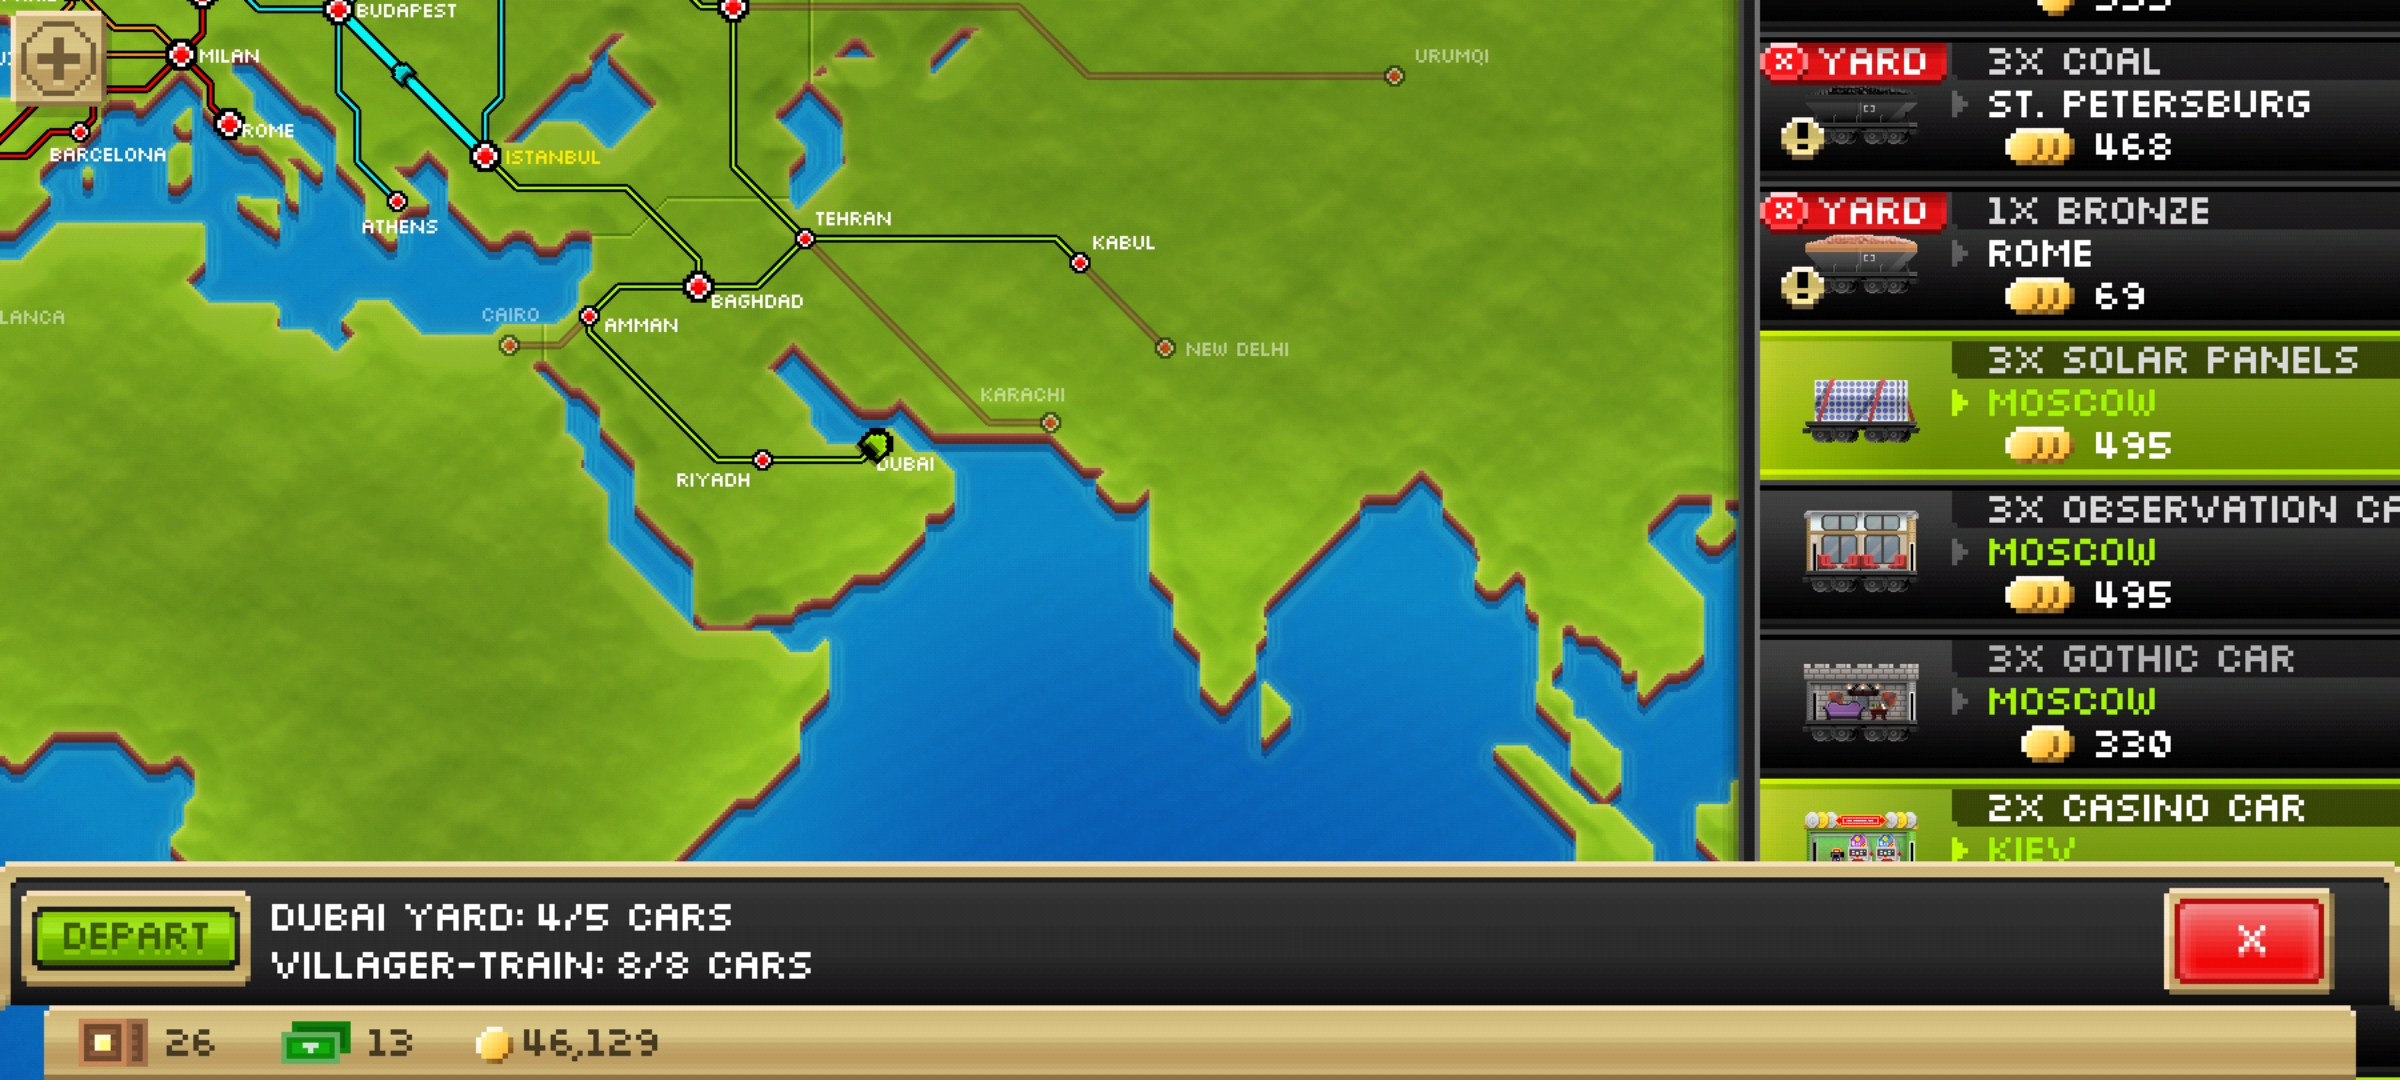 BUDAPEST
MILAN
ROME
BARCELONA
ISTANBUL
ATHENS
URUMQI
TEHRAN
KABUL
BAGHDAD
CAIRO
AMMAN
LANCA
NEW DELHI
KARACHI
RIYADH
DUBAI
YARD
3X COAL
ST. PETERSBURG
468
YARD
1X BRONZE
ROME
69
3X SOLAR PANELS
MOSCOW
495
3X OBSERVATION CA
MOSCOW
495
3X GOTHIC CAR
MOSCOW
330
2X CASINO CAR
KIEV
DEPART
DUBAI YARD: 4/5 CARS
VILLAGER-TRAIN: 8/8 CARS
X
26
13
46,129